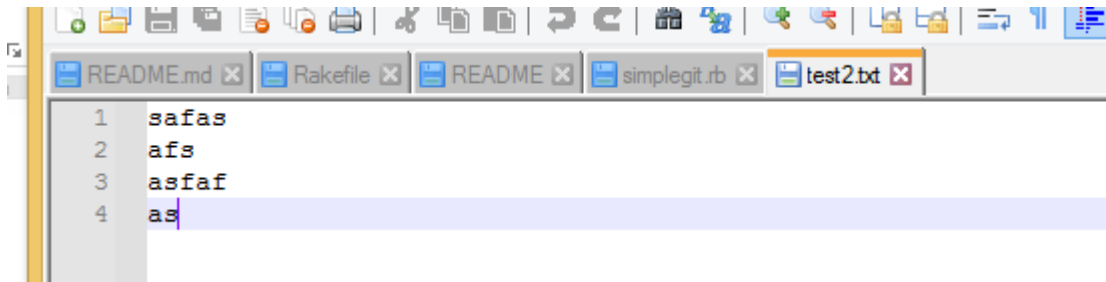 README.md Rakefile README simplegit.rb test2.txt
1 safas
2 afs
3 asfaf
4 as